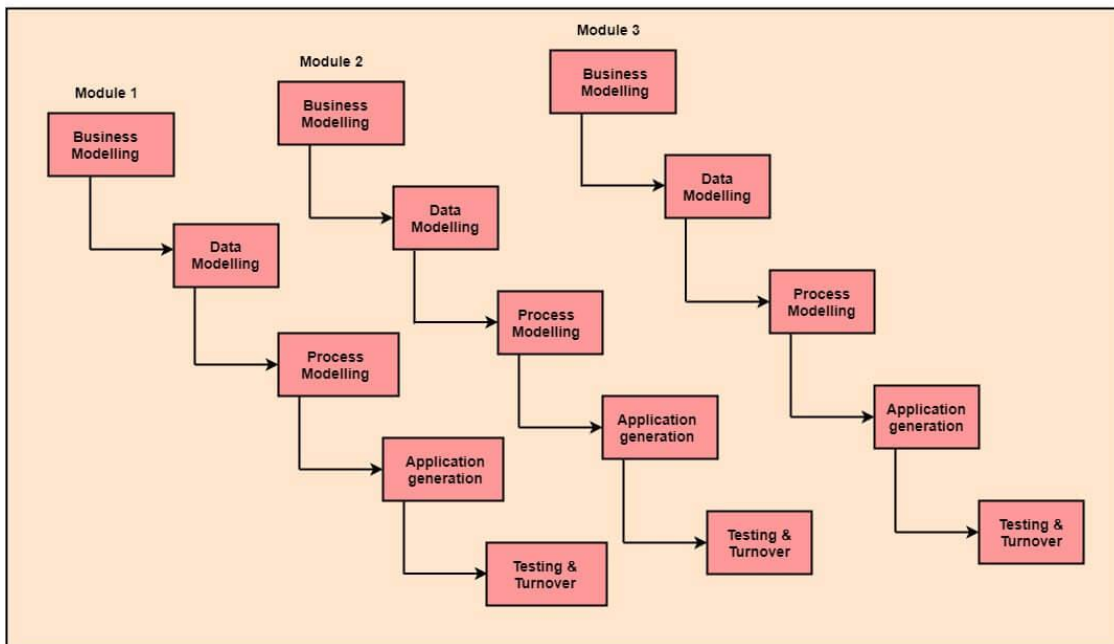 Module 1
Business
Modelling
Data
Modelling
Process
Modelling
Application
generation
Testing &
Turnover
Module 2
Business
Modelling
Data
Modelling
Process
Modelling
Application
generation
Testing &
Turnover
Module 3
Business
Modelling
Data
Modelling
Process
Modelling
Application
generation
Testing &
Turnover